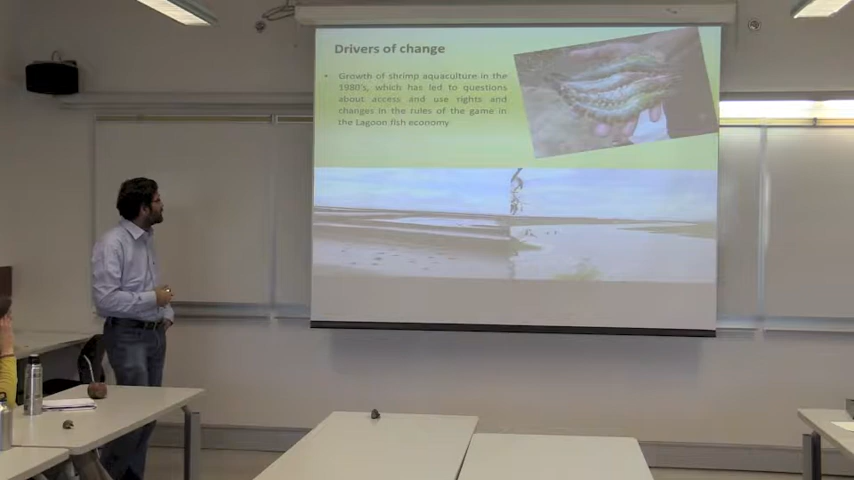 Drivers of change
• Growth of shrimp aquaculture in the
1980's, which has led to questions
about access and use rights and
changes in the rules of the game in
the Lagoon fish economy